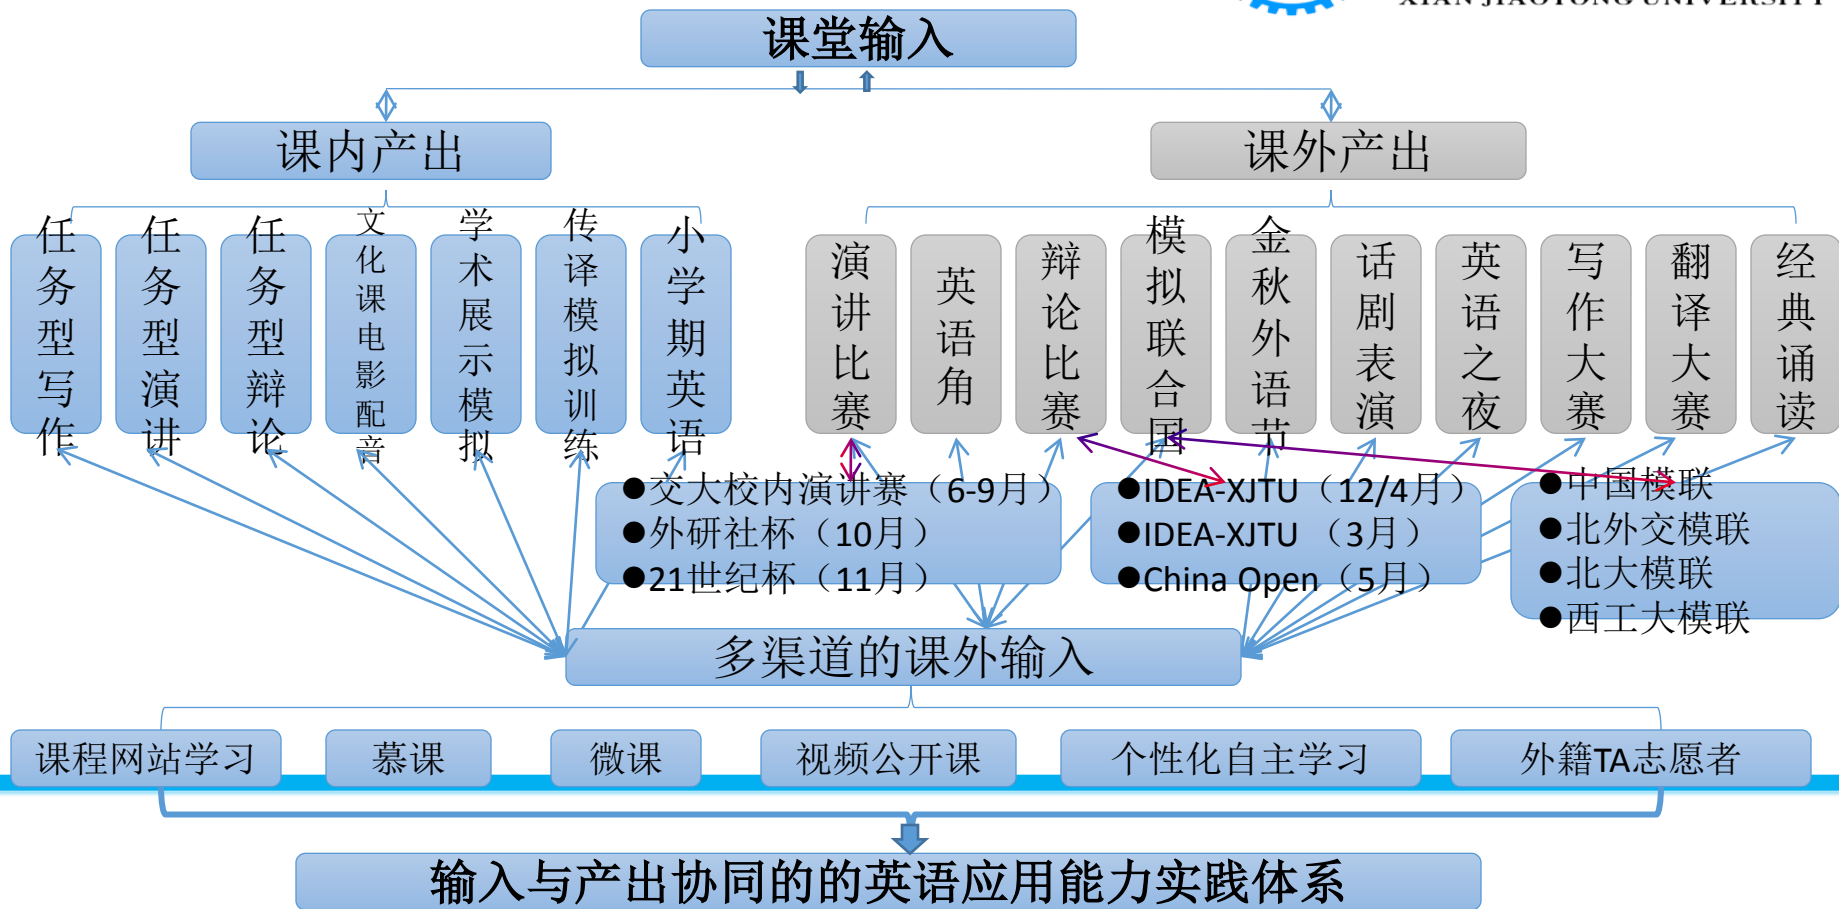 XIAN JIAOTONG UNIVERSITY
课堂输入
课内产出
课外产出
任务型写作
任务型演讲
任务型辩论
文化课电影配音
学术展示模拟
传译模拟训练
小学期英语
演讲比赛
英语角
辩论比赛
模拟联合国
金秋外语节
话剧表演
英语之夜
写作大赛
翻译大赛
经典诵读
●交大校内演讲赛（6-9月）
●外研社杯（10月）
●21世纪杯（11月）
●IDEA-XJTU（12/4月）
●IDEA-XJTU （3月）
●China Open（5月）
●中国模联
●北外交模联
●北大模联
●西工大模联
多渠道的课外输入
课程网站学习
慕课
微课
视频公开课
个性化自主学习
外籍TA志愿者
输入与产出协同的的英语应用能力实践体系